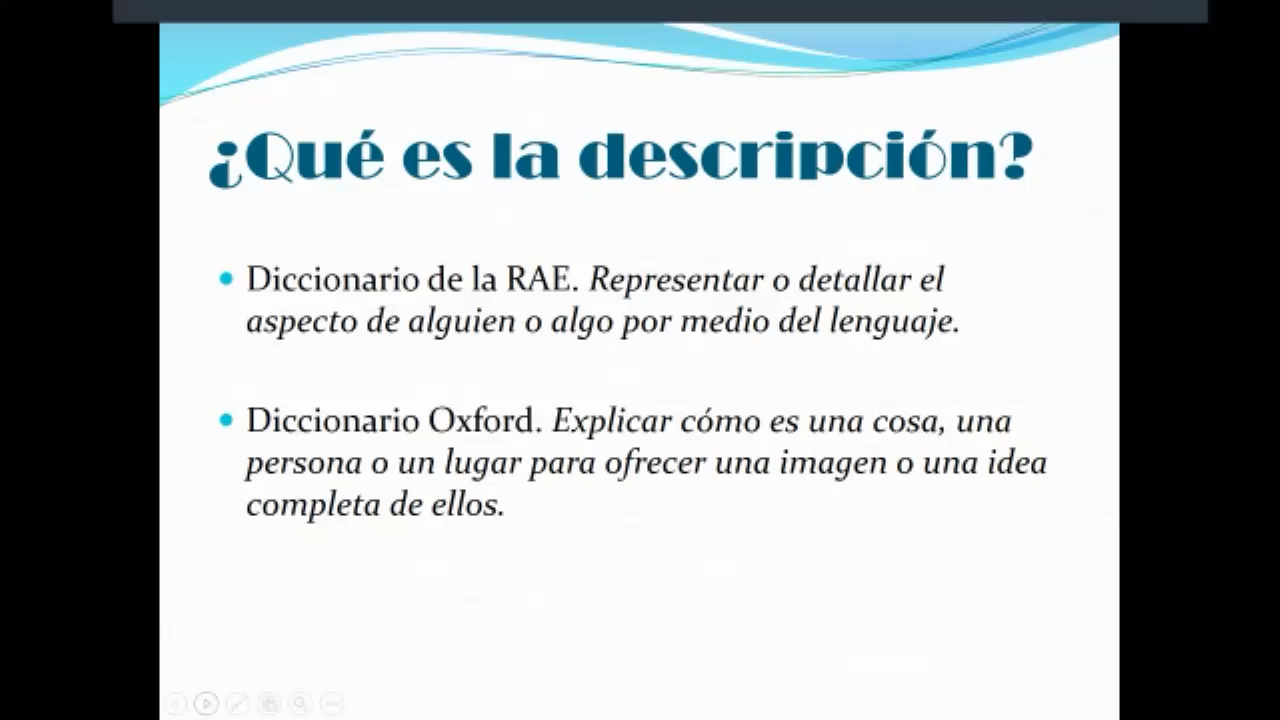 ¿Qué es la descripción?
Diccionario de la RAE. Representar o detallar el
aspecto de alguien o algo por medio del lenguaje.
Diccionario Oxford. Explicar cómo es una cosa, una
persona o un lugar para ofrecer una imagen o una idea
completa de ellos.